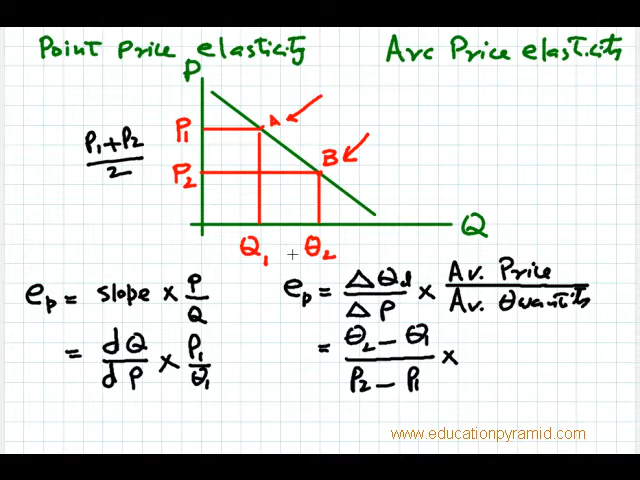 Point Price elasticity
Arc Price elasticity
P
P1
A
B
P2
P1+P2
2
Q
Q1
Q2
ep = slope × P/Q
= dQ/dP × P1/Q1
ep = ΔQd/ΔP × Av. Price/Av. Quantity
= Q2 – Q1/P2 – P1 ×
www.educationpyramid.com